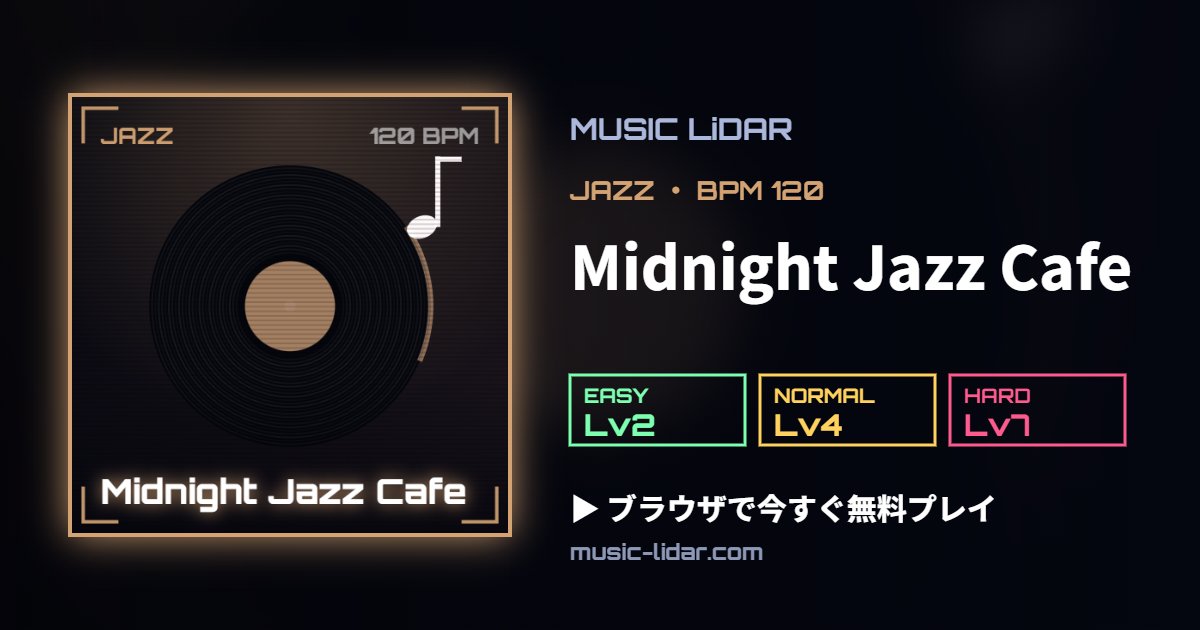 JAZZ
120 BPM
Midnight Jazz Cafe
MUSIC LiDAR
JAZZ • BPM 120
Midnight Jazz Cafe
EASY
Lv2
NORMAL
Lv4
HARD
Lv7
▶ ブラウザで今すぐ無料プレイ
music-lidar.com